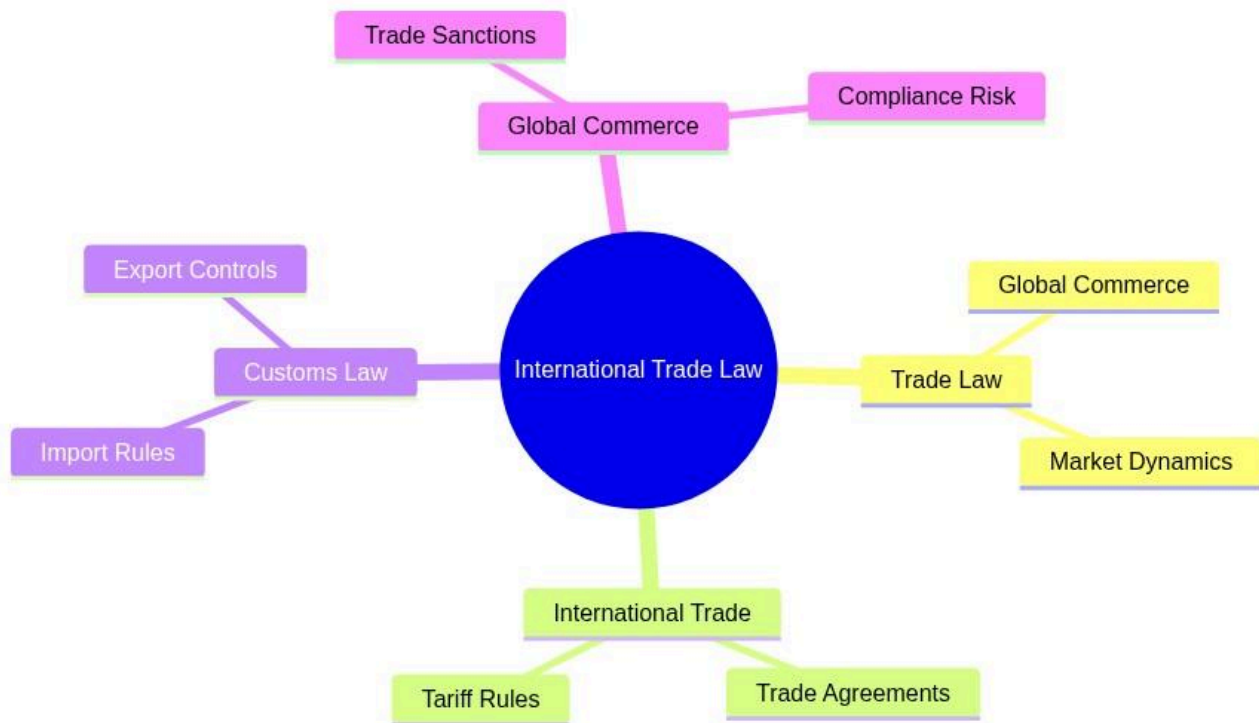 Trade Sanctions
Compliance Risk
Global Commerce
Export Controls
Global Commerce
International Trade Law
Customs Law
Trade Law
Import Rules
Market Dynamics
International Trade
Tariff Rules
Trade Agreements